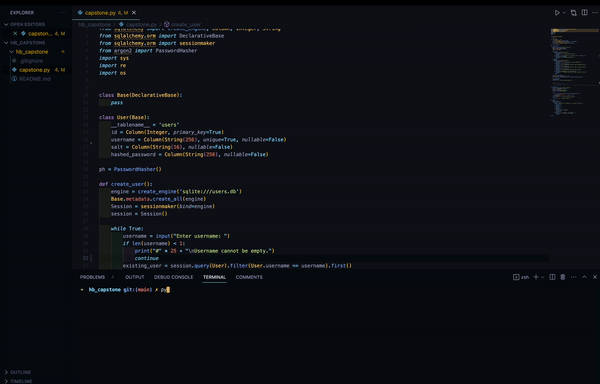 EXPLORER
OPEN EDITORS
capston... 4, M
HB_CAPSTONE
hb_capstone
.gitignore
capstone.py 4, M
README.md
OUTLINE
TIMELINE
capstone.py 4, M
hb_capstone > capstone.py > create_user
from sqlalchemy import create_engine, Column, Integer, String
from sqlalchemy.orm import DeclarativeBase
from sqlalchemy.orm import sessionmaker
from argon2 import PasswordHasher
import sys
import re
import os
class Base(DeclarativeBase):
pass
class User(Base):
__tablename__ = 'users'
id = Column(Integer, primary_key=True)
username = Column(String(256), unique=True, nullable=False)
salt = Column(String(16), nullable=False)
hashed_password = Column(String(256), nullable=False)
ph = PasswordHasher()
def create_user():
engine = create_engine('sqlite:///users.db')
Base.metadata.create_all(engine)
Session = sessionmaker(bind=engine)
session = Session()
while True:
username = input("Enter username: ")
if len(username) < 1:
print("#" * 25 + "\nUsername cannot be empty.")
continue
existing_user = session.query(User).filter(User.username == username).first()
PROBLEMS 4 OUTPUT DEBUG CONSOLE TERMINAL COMMENTS
zsh
➜ hb_capstone git:(main) ✗ py